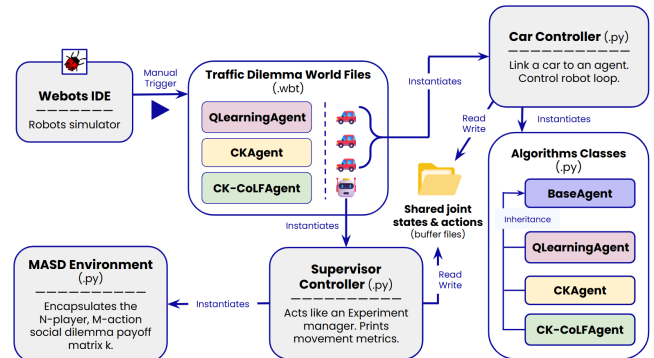 Webots IDE
Robots simulator
Manual
Trigger
Traffic Dilemma World Files
(.wbt)
QLearningAgent
CKAgent
CK-CoLFAgent
Instantiates
Car Controller (.py)
Link a car to an agent.
Control robot loop.
Read
Write
Instantiates
Shared joint
states & actions
(buffer files)
Algorithms Classes
(.py)
BaseAgent
Inheritance
QLearningAgent
CKAgent
CK-CoLFAgent
Instantiates
MASD Environment
(.py)
Encapsulates the
N-player, M-action
social dilemma payoff
matrix k.
Instantiates
Supervisor
Controller (.py)
Acts like an Experiment
manager. Prints
movement metrics.
Read
Write